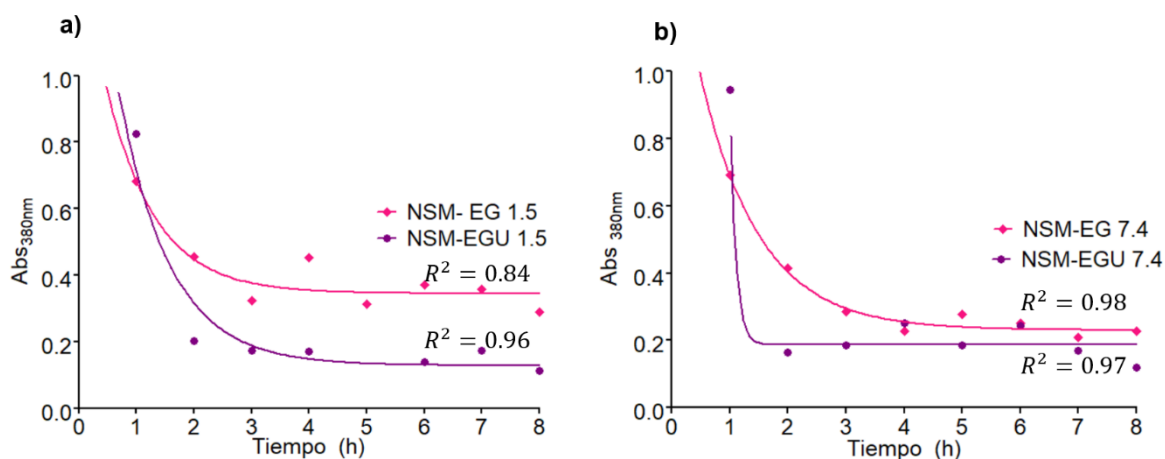 a)
Abs380nm
1.0
0.8
0.6
0.4
0.2
0.0
NSM- EG 1.5
NSM-EGU 1.5
R² = 0.84
R² = 0.96
0 1 2 3 4 5 6 7 8
Tiempo (h)
b)
Abs 380nm
1.0
0.8
0.6
0.4
0.2
0.0
NSM-EG 7.4
NSM-EGU 7.4
R² = 0.98
R² = 0.97
0 1 2 3 4 5 6 7 8
Tiempo (h)